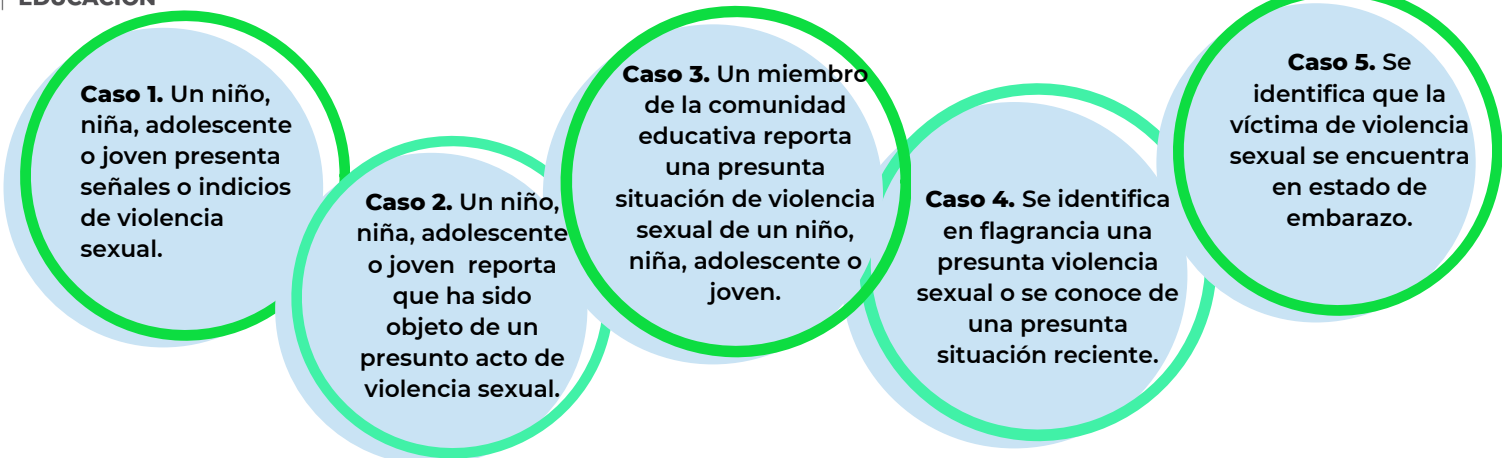 EDUCACIÓN
Caso 1. Un niño,
niña, adolescente
o joven presenta
señales o indicios
de violencia
sexual.
Caso 2. Un niño,
niña, adolescente
o joven reporta
que ha sido
objeto de un
presunto acto de
violencia sexual.
Caso 3. Un miembro
de la comunidad
educativa reporta
una presunta
situación de violencia
sexual de un niño,
niña, adolescente o
joven.
Caso 4. Se identifica
en flagrancia una
presunta violencia
sexual o se conoce de
una presunta
situación reciente.
Caso 5. Se
identifica que la
víctima de violencia
sexual se encuentra
en estado de
embarazo.